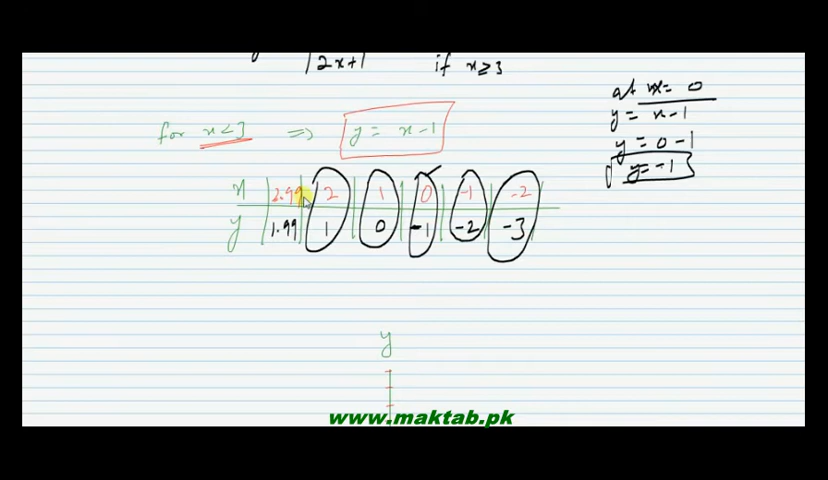 2x+1 if x≥3
at x= 0
y= x-1
for x<3 => y= x-1
y= 0-1
y=-1
x 2.99 2 1 0 -1 -2
y 1.99 1 0 -1 -2 -3
y
www.maktab.pk